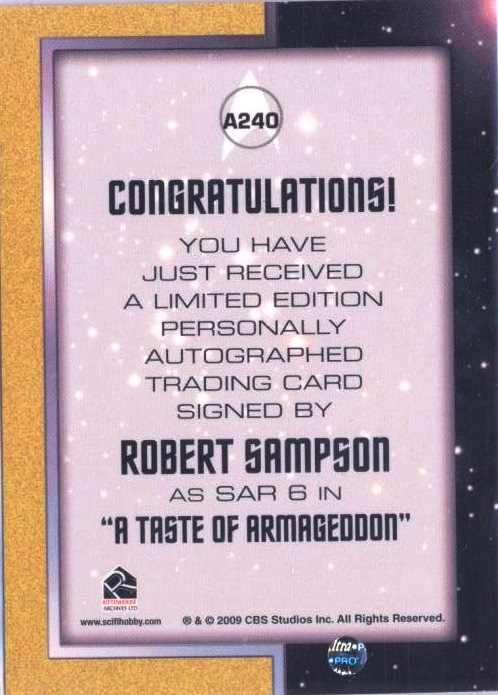 A240
CONGRATULATIONS!
YOU HAVE
JUST RECEIVED
A LIMITED EDITION
PERSONALLY
AUTOGRAPHED
TRADING CARD
SIGNED BY
ROBERT SAMPSON
AS SAR 6 IN
"A TASTE OF ARMAGEDDON"
RITTENHOUSE
ARCHIVES LTD
www.scifihobby.com ® & © 2009 CBS Studios Inc. All Rights Reserved.
ltra•P
•PRO